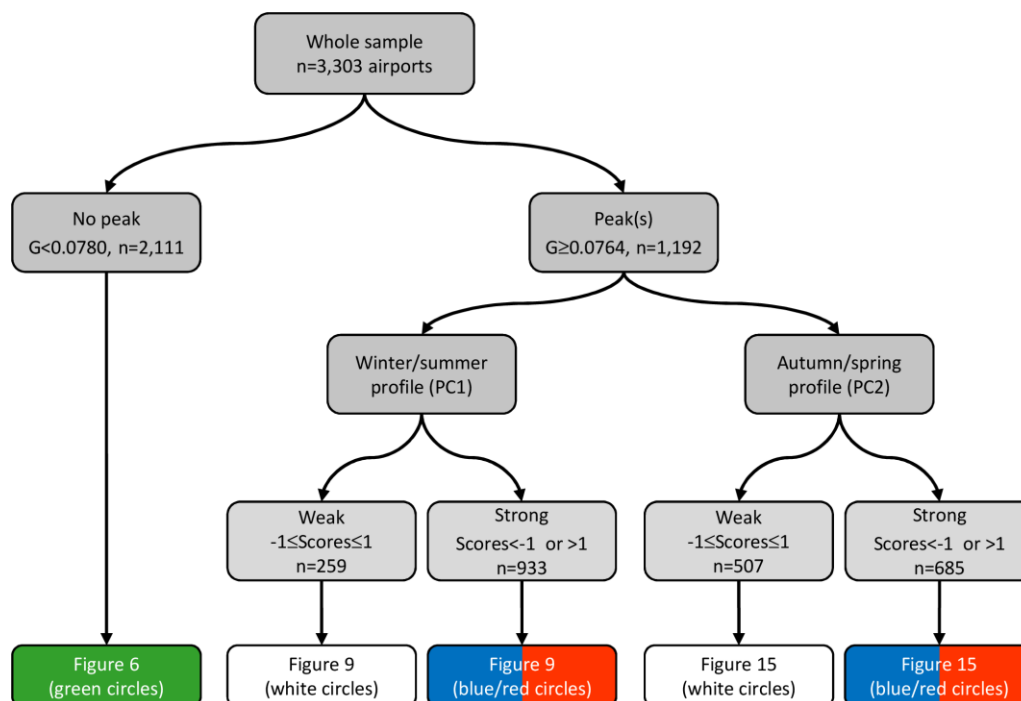 Whole sample
n=3,303 airports
No peak
G<0.0780, n=2,111
Peak(s)
G≥0.0764, n=1,192
Winter/summer
profile (PC1)
Autumn/spring
profile (PC2)
Weak
-1≤Scores≤1
n=259
Strong
Scores<-1 or >1
n=933
Weak
-1≤Scores≤1
n=507
Strong
Scores<-1 or >1
n=685
Figure 6
(green circles)
Figure 9
(white circles)
Figure 9
(blue/red circles)
Figure 15
(white circles)
Figure 15
(blue/red circles)